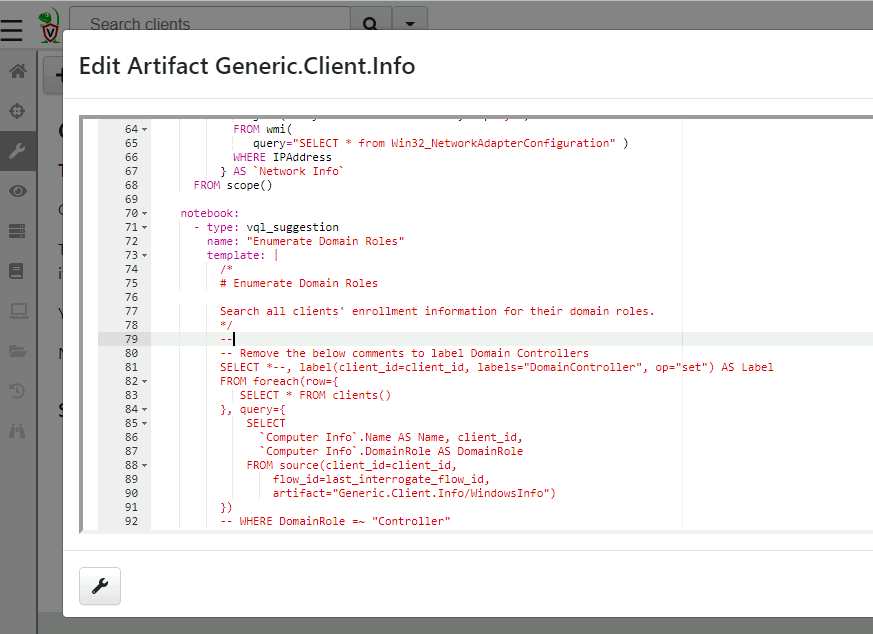 Search clients
Edit Artifact Generic.Client.Info
64 FROM wmi(
65 query="SELECT * from Win32_NetworkAdapterConfiguration" )
66 WHERE IPAddress
67 } AS `Network Info`
68 FROM scope()
69
70 notebook:
71 - type: vql_suggestion
72 name: "Enumerate Domain Roles"
73 template: |
74 /*
75 # Enumerate Domain Roles
76
77 Search all clients' enrollment information for their domain roles.
78 */
79 --
80 -- Remove the below comments to label Domain Controllers
81 SELECT *--, label(client_id=client_id, labels="DomainController", op="set") AS Label
82 FROM foreach(row={
83 SELECT * FROM clients()
84 }, query={
85 SELECT
86 `Computer Info`.Name AS Name, client_id,
87 `Computer Info`.DomainRole AS DomainRole
88 FROM source(client_id=client_id,
89 flow_id=last_interrogate_flow_id,
90 artifact="Generic.Client.Info/WindowsInfo")
91 })
92 -- WHERE DomainRole =~ "Controller"